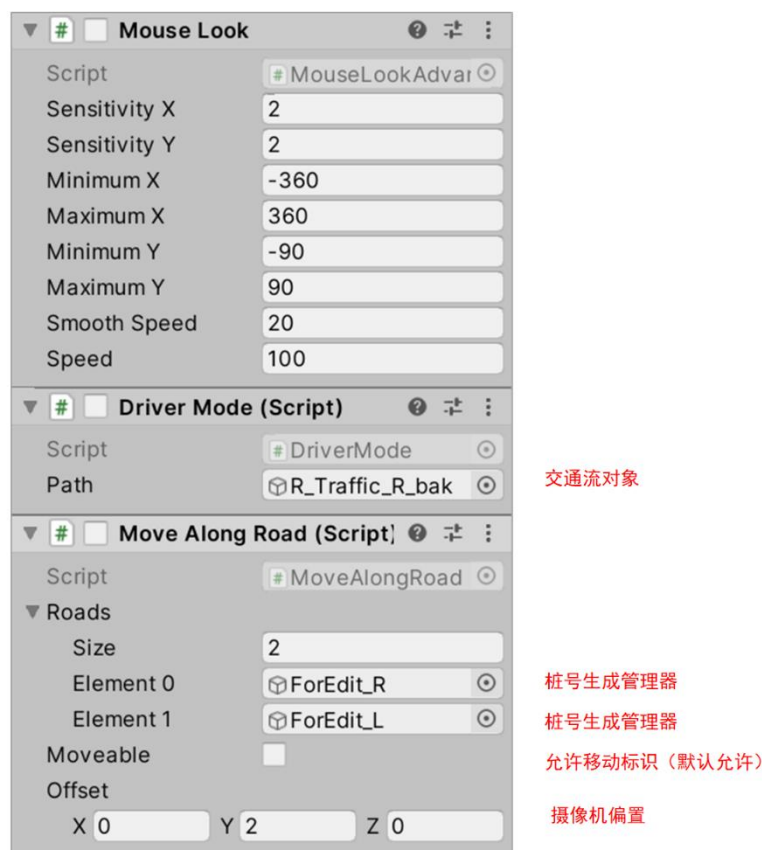 # Mouse Look
Script # MouseLookAdvar
Sensitivity X 2
Sensitivity Y 2
Minimum X -360
Maximum X 360
Minimum Y -90
Maximum Y 90
Smooth Speed 20
Speed 100
# Driver Mode (Script)
Script # DriverMode
Path R_Traffic_R_bak 交通流对象
# Move Along Road (Script)
Script # MoveAlongRoad
Roads
Size 2
Element 0 ForEdit_R 桩号生成管理器
Element 1 ForEdit_L 桩号生成管理器
Moveable 允许移动标识（默认允许）
Offset
X 0 Y 2 Z 0 摄像机偏置